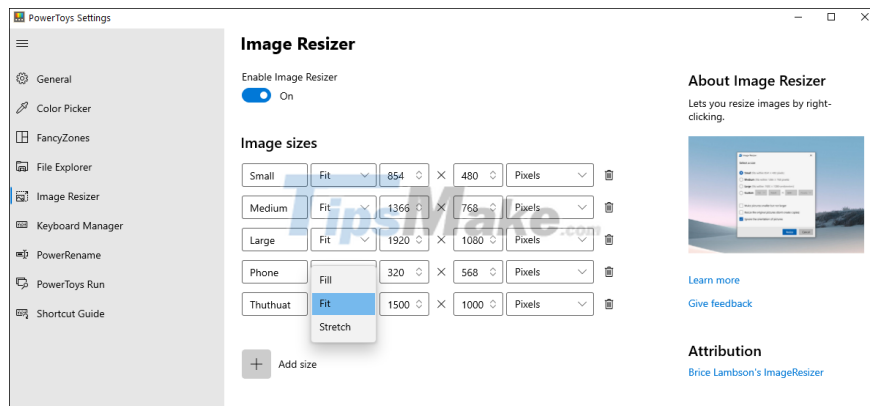 PowerToys Settings
General
Color Picker
FancyZones
File Explorer
Image Resizer
Keyboard Manager
PowerRename
PowerToys Run
Shortcut Guide
Image Resizer
Enable Image Resizer
On
Image sizes
Small Fit 854 × 480 Pixels
Medium Fit 1366 × 768 Pixels
Large Fit 1920 × 1080 Pixels
Phone 320 × 568 Pixels
Thuthuat 1500 × 1000 Pixels
Fill
Fit
Stretch
Add size
TipsMake.com
About Image Resizer
Lets you resize images by right-
clicking.
Learn more
Give feedback
Attribution
Brice Lambson's ImageResizer